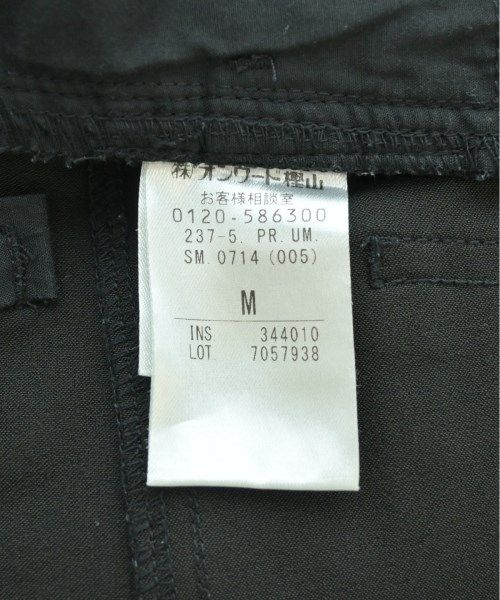 ㈱オンワード樫山
お客様相談室
0120-586300
237-5. PR. UM.
SM. 0714 (005)
M
INS 344010
LOT 7057938